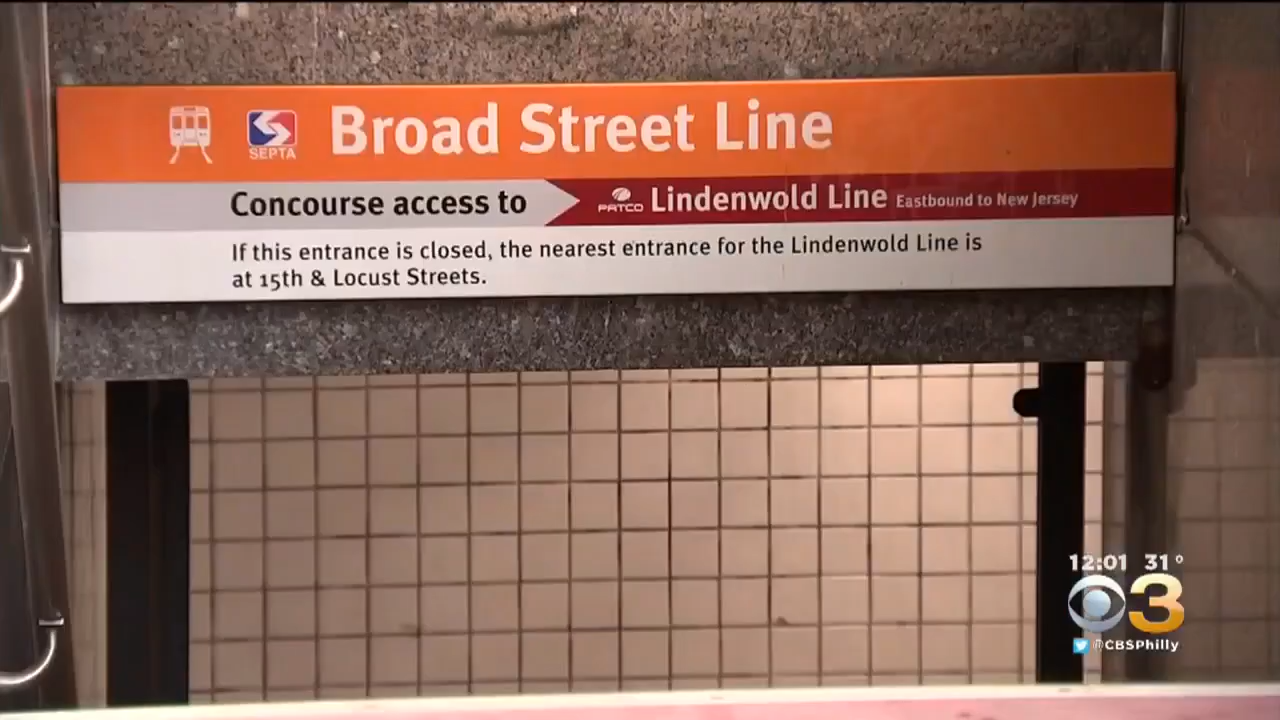 SEPTA
Broad Street Line
Concourse access to
PATCO Lindenwold Line Eastbound to New Jersey
If this entrance is closed, the nearest entrance for the Lindenwold Line is
at 15th & Locust Streets.
12:01 31°
3
@CBSPhilly